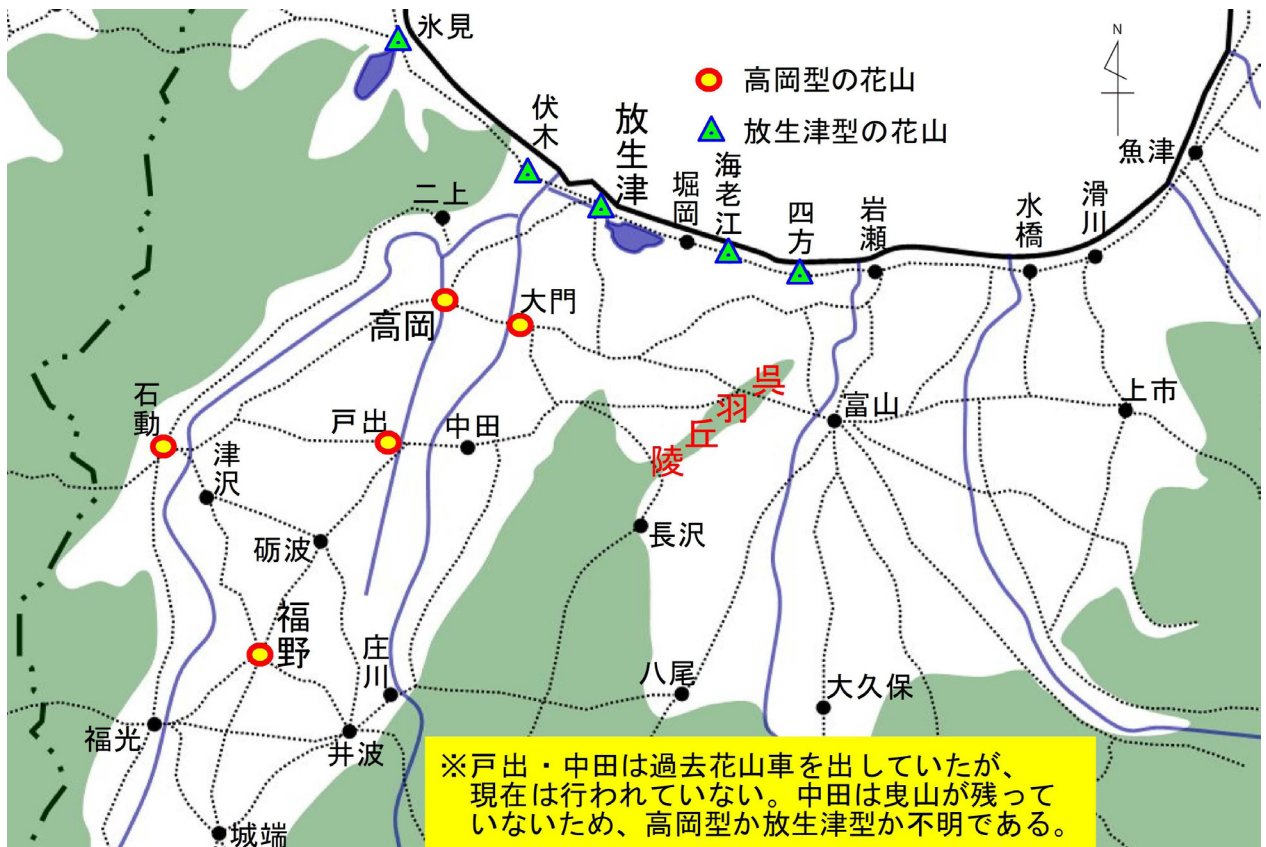 氷見
N
高岡型の花山
放生津型の花山
伏木
放生津
堀岡
海老江
四方
岩瀬
水橋
滑川
魚津
二上
高岡
大門
石動
戸出
中田
津沢
砺波
呉羽丘陵
富山
上市
長沢
福野
庄川
八尾
大久保
福光
井波
城端
※戸出・中田は過去花山車を出していたが、
現在は行われていない。中田は曳山が残って
いないため、高岡型か放生津型か不明である。